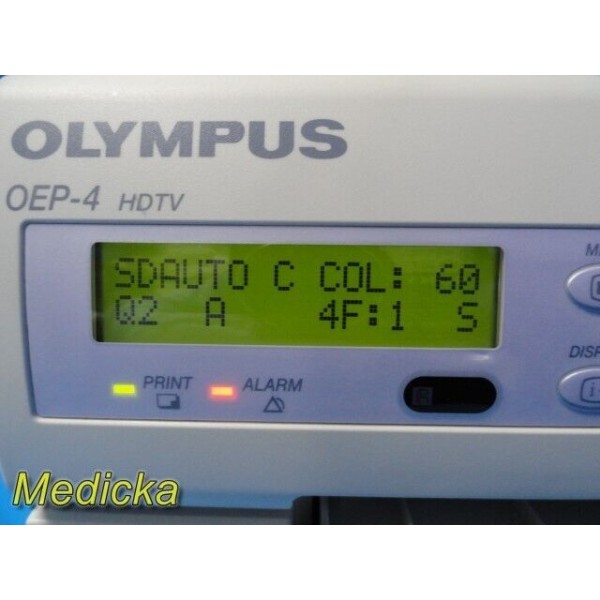 OLYMPUS
OEP-4 HDTV
SDAUTO C COL: 60
Q2 A 4F:1 S
PRINT
ALARM
Medicka